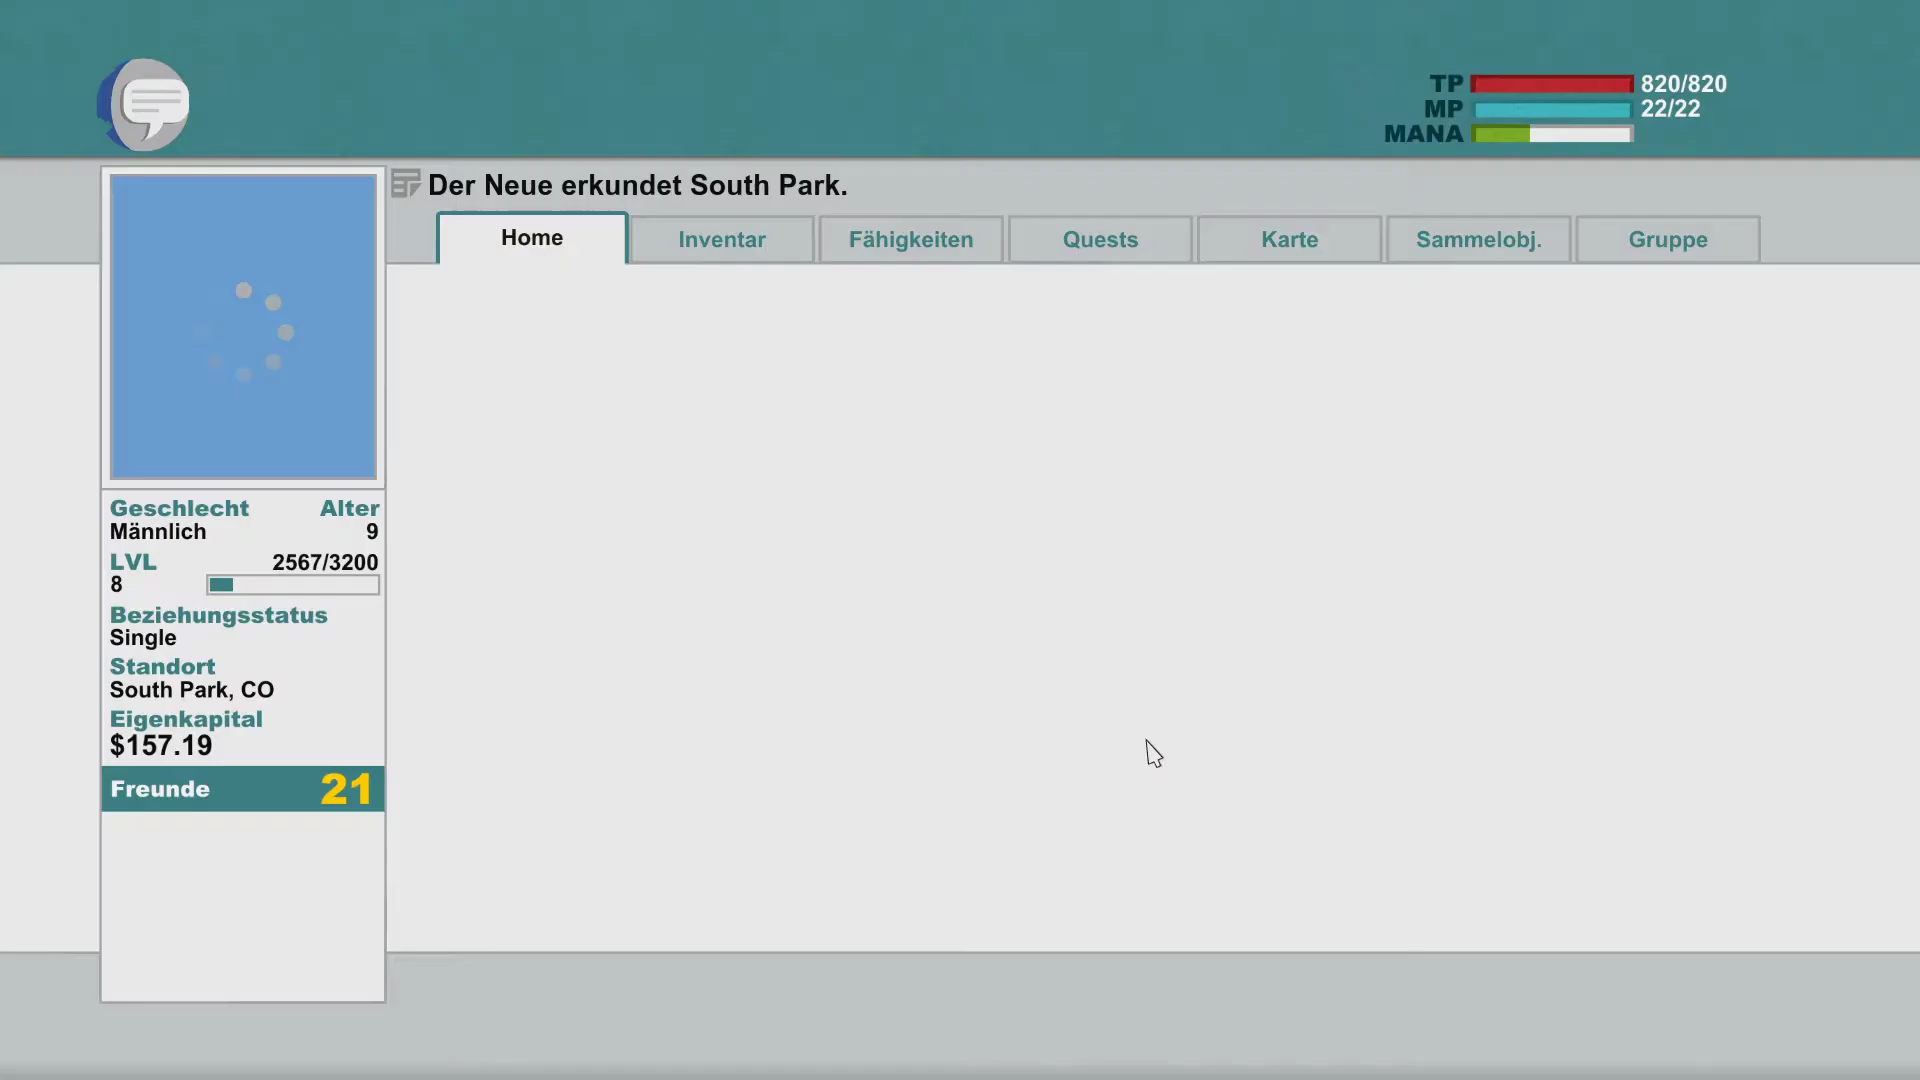 TP 820/820
MP 22/22
MANA
Der Neue erkundet South Park.
Home Inventar Fähigkeiten Quests Karte Sammelobj. Gruppe
Geschlecht Alter
Männlich 9
LVL 2567/3200
8
Beziehungsstatus
Single
Standort
South Park, CO
Eigenkapital
$157.19
Freunde 21